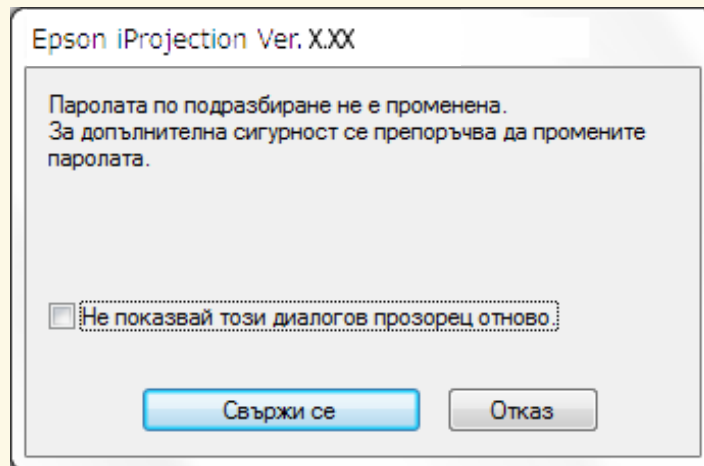 Epson iProjection Ver. X.XX
Паролата по подразбиране не е променена.
За допълнителна сигурност се препоръчва да промените
паролата.
Не показвай този диалогов прозорец отново.
Свържи се
Отказ